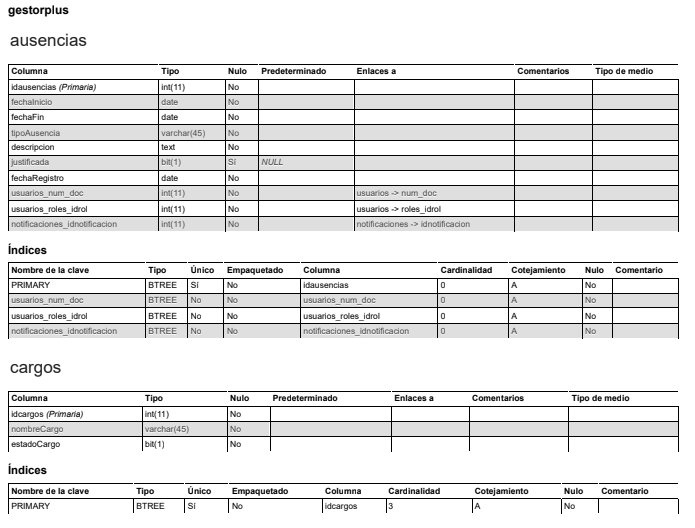 gestorplus
ausencias
Columna Tipo Nulo Predeterminado Enlaces a Comentarios Tipo de medio
idausencias (Primaria) int(11) No
fechaInicio date No
fechaFin date No
tipoAusencia varchar(45) No
descripcion text No
justificada bit(1) Sí NULL
fechaRegistro date No
usuarios_num_doc int(11) No usuarios -> num_doc
usuarios_roles_idrol int(11) No usuarios -> roles_idrol
notificaciones_idnotificacion int(11) No notificaciones -> idnotificacion
Índices
Nombre de la clave Tipo Único Empaquetado Columna Cardinalidad Cotejamiento Nulo Comentario
PRIMARY BTREE Sí No idausencias 0 A No
usuarios_num_doc BTREE No No usuarios_num_doc 0 A No
usuarios_roles_idrol BTREE No No usuarios_roles_idrol 0 A No
notificaciones_idnotificacion BTREE No No notificaciones_idnotificacion 0 A No
cargos
Columna Tipo Nulo Predeterminado Enlaces a Comentarios Tipo de medio
idcargos (Primaria) int(11) No
nombreCargo varchar(45) No
estadoCargo bit(1) No
Índices
Nombre de la clave Tipo Único Empaquetado Columna Cardinalidad Cotejamiento Nulo Comentario
PRIMARY BTREE Sí No idcargos 3 A No